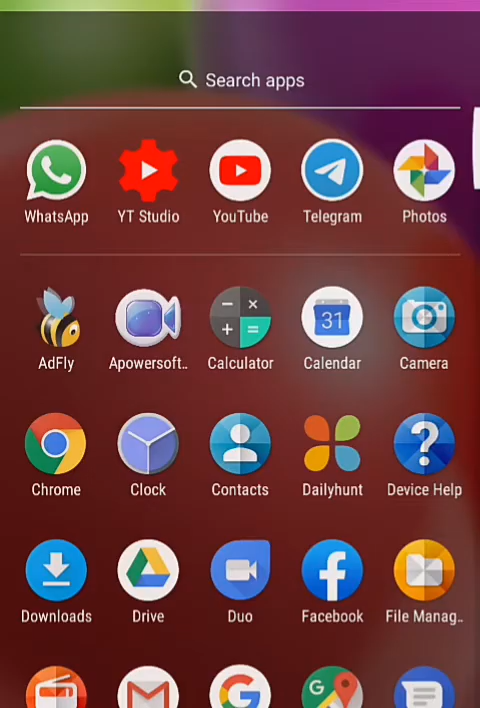 Search apps
WhatsApp YT Studio YouTube Telegram Photos
31
AdFly Apowersoft.. Calculator Calendar Camera
Chrome Clock Contacts Dailyhunt Device Help
Downloads Drive Duo Facebook File Manag..